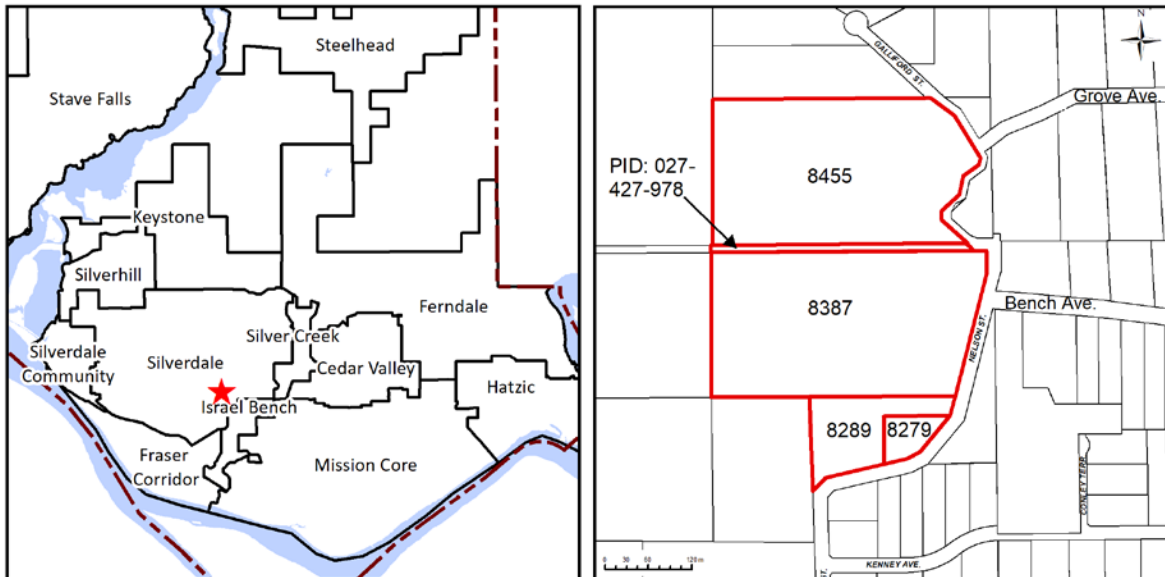 Steelhead
Stave Falls
Keystone
Silverhill
Ferndale
Silver Creek
Silverdale
Community
Silverdale
Cedar Valley
Hatzic
Israel Bench
Fraser
Corridor
Mission Core
N
GALLIFORD ST.
Grove Ave.
PID: 027-
427-978
8455
8387
Bench Ave.
NELSON ST.
8289
8279
CONLEY TERR.
KENNEY AVE.
ST.
0 30 60 120 m